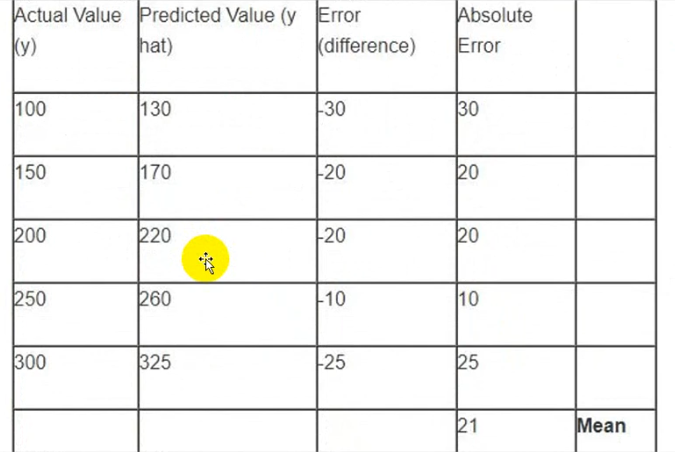 Actual Value Predicted Value (y Error Absolute
(y) hat) (difference) Error
100 130 -30 30
150 170 -20 20
200 220 -20 20
250 260 -10 10
300 325 -25 25
21 Mean